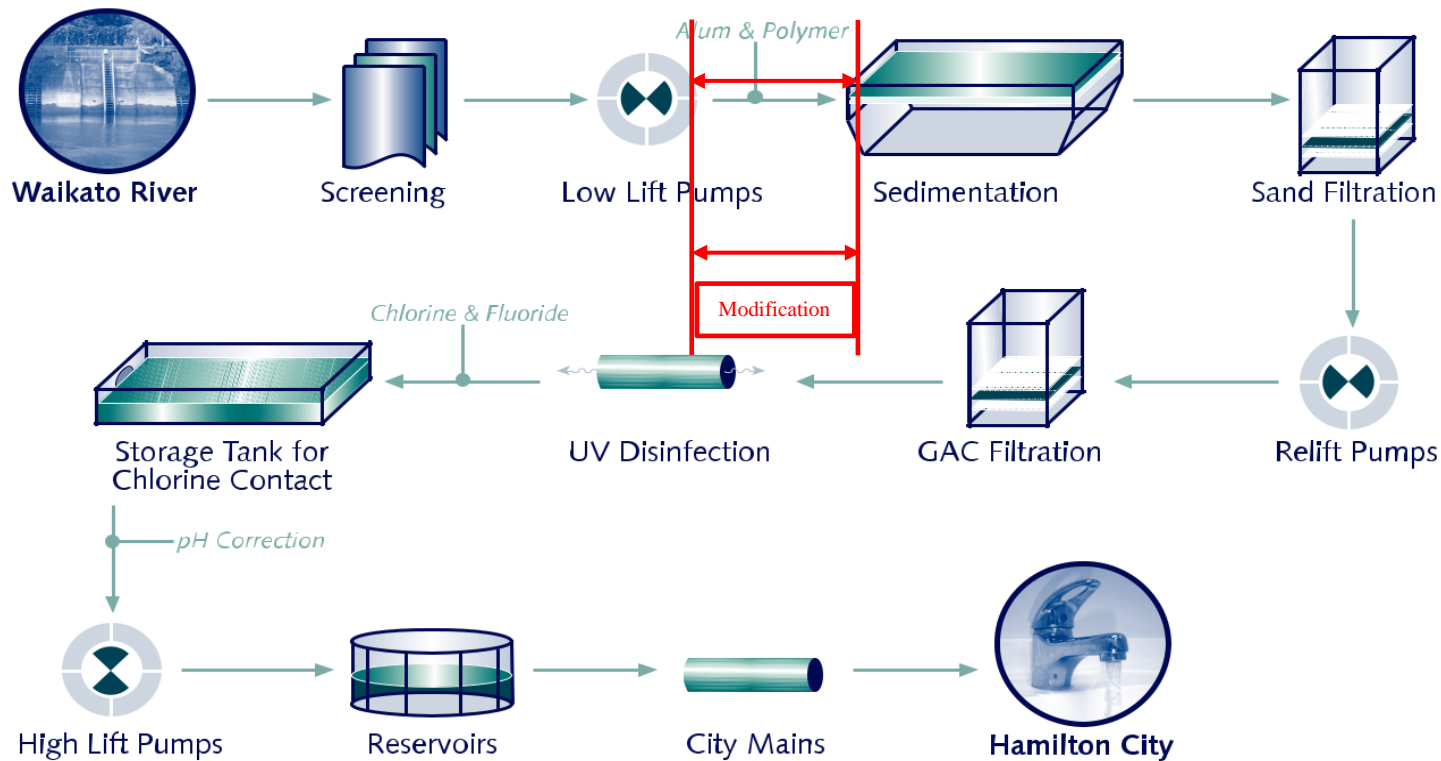 Alum & Polymer
Waikato River
Screening
Low Lift Pumps
Sedimentation
Sand Filtration
Modification
Chlorine & Fluoride
Storage Tank for
Chlorine Contact
UV Disinfection
GAC Filtration
Relift Pumps
pH Correction
High Lift Pumps
Reservoirs
City Mains
Hamilton City